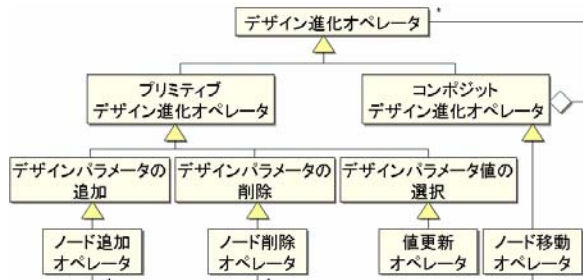 デザイン進化オペレータ
*
プリミティブ
デザイン進化オペレータ
コンポジット
デザイン進化オペレータ
デザインパラメータの
追加
デザインパラメータの
削除
デザインパラメータ値の
選択
ノード追加
オペレータ
ノード削除
オペレータ
値更新
オペレータ
ノード移動
オペレータ